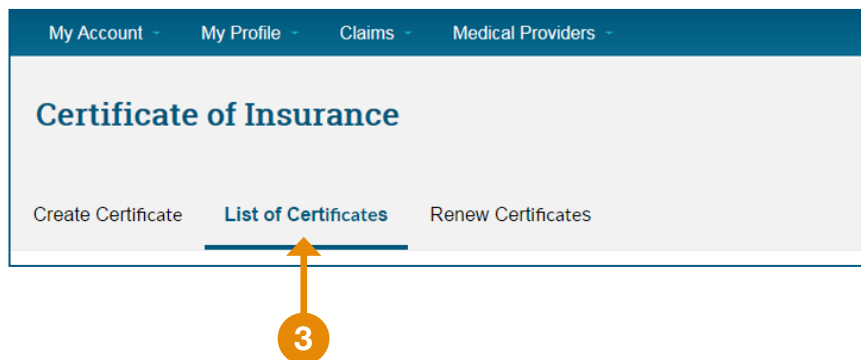 My Account My Profile Claims Medical Providers
Certificate of Insurance
Create Certificate List of Certificates Renew Certificates
3